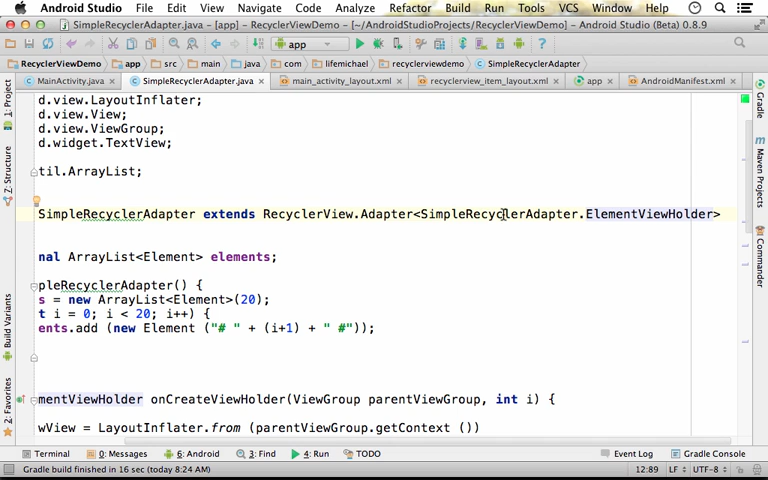 Android Studio File Edit View Navigate Code Analyze Refactor Build Run Tools VCS Window Help
SimpleRecyclerAdapter.java - [app] - RecyclerViewDemo - [~/AndroidStudioProjects/RecyclerViewDemo] - Android Studio (Beta) 0.8.9
app
RecyclerViewDemo app src main java com lifemichael recyclerviewdemo SimpleRecyclerAdapter
MainActivity.java SimpleRecyclerAdapter.java main_activity_layout.xml recyclerview_item_layout.xml app AndroidManifest.xml
1: Project
7: Structure
Build Variants
2: Favorites
d.view.LayoutInflater;
d.view.View;
d.view.ViewGroup;
d.widget.TextView;
til.ArrayList;
SimpleRecyclerAdapter extends RecyclerView.Adapter<SimpleRecyclerAdapter.ElementViewHolder>
nal ArrayList<Element> elements;
pleRecyclerAdapter() {
s = new ArrayList<Element>(20);
t i = 0; i < 20; i++) {
ents.add (new Element ("# " + (i+1) + " #"));
mentViewHolder onCreateViewHolder(ViewGroup parentViewGroup, int i) {
wView = LayoutInflater.from (parentViewGroup.getContext ())
Gradle
Maven Projects
Commander
Terminal 0: Messages 6: Android 3: Find 4: Run TODO Event Log Gradle Console
Gradle build finished in 16 sec (today 8:24 AM) 12:89 LF UTF-8